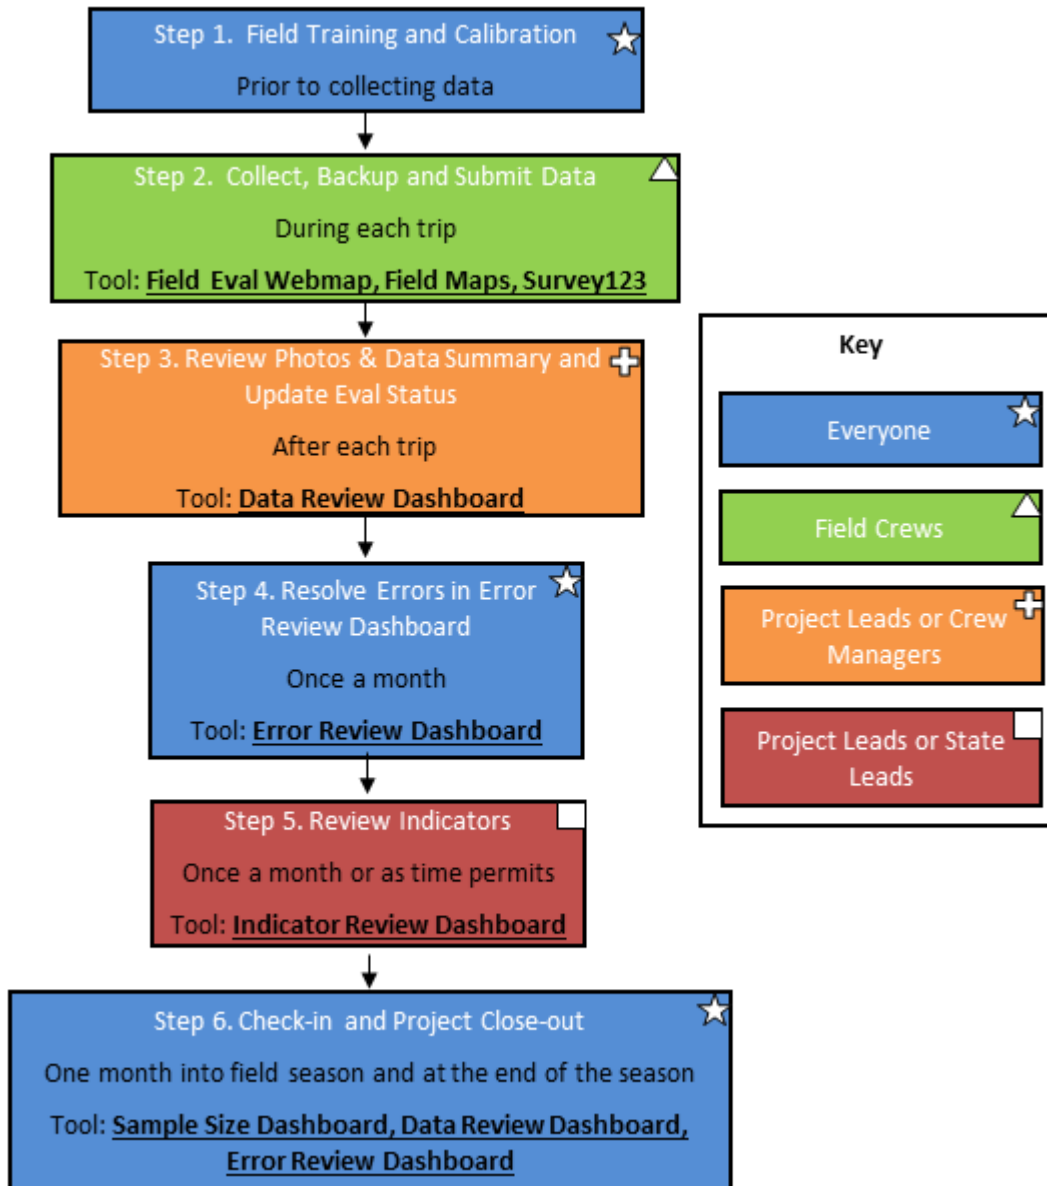 Step 1. Field Training and Calibration
Prior to collecting data
Step 2. Collect, Backup and Submit Data
During each trip
Tool: Field Eval Webmap, Field Maps, Survey123
Step 3. Review Photos & Data Summary and
Update Eval Status
After each trip
Tool: Data Review Dashboard
Step 4. Resolve Errors in Error
Review Dashboard
Once a month
Tool: Error Review Dashboard
Step 5. Review Indicators
Once a month or as time permits
Tool: Indicator Review Dashboard
Step 6. Check-in and Project Close-out
One month into field season and at the end of the season
Tool: Sample Size Dashboard, Data Review Dashboard,
Error Review Dashboard
Key
Everyone
Field Crews
Project Leads or Crew
Managers
Project Leads or State
Leads